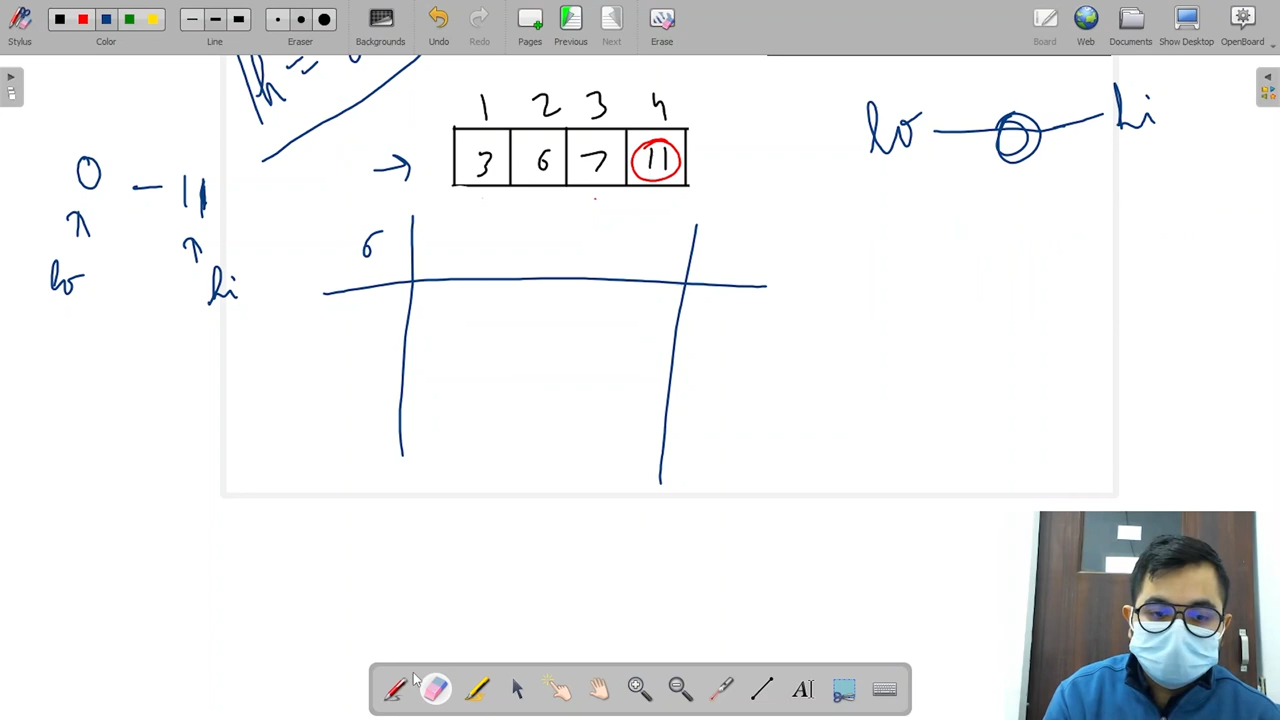 Stylus Color Line Eraser Backgrounds Undo Redo Pages Previous Next Erase Board Web Documents Show Desktop OpenBoard
h =
1 2 3 4
→ 3 6 7 11
lo hi
0 - 11
↑ ↑
lo hi
6